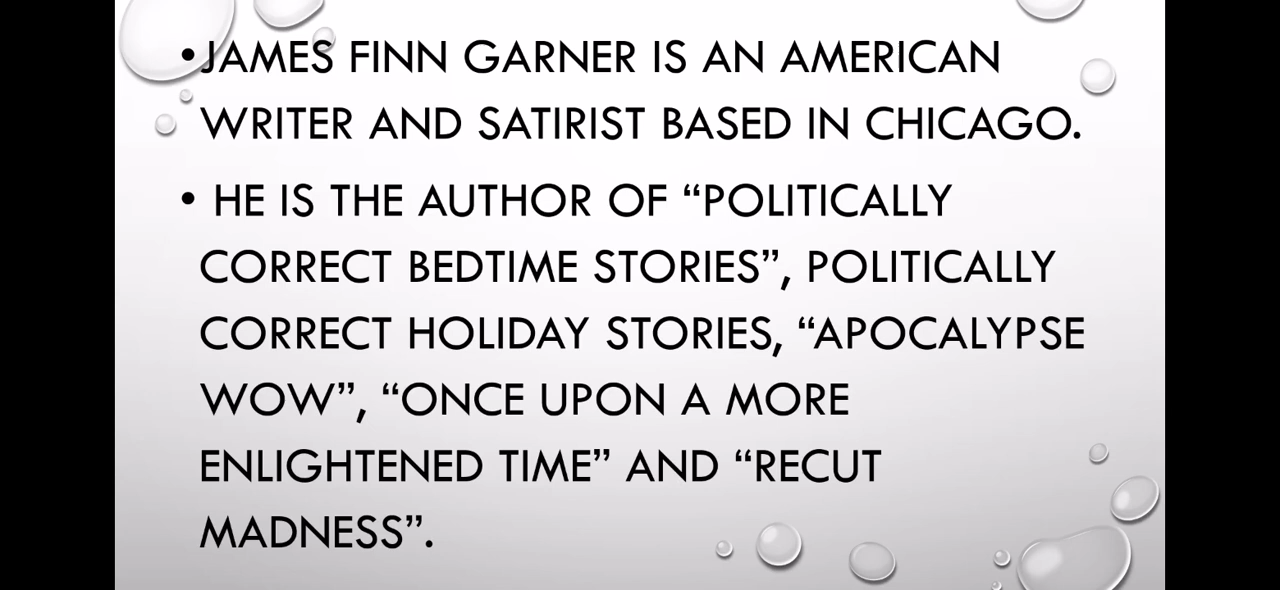 •JAMES FINN GARNER IS AN AMERICAN
WRITER AND SATIRIST BASED IN CHICAGO.
• HE IS THE AUTHOR OF “POLITICALLY
CORRECT BEDTIME STORIES”, POLITICALLY
CORRECT HOLIDAY STORIES, “APOCALYPSE
WOW”, “ONCE UPON A MORE
ENLIGHTENED TIME” AND “RECUT
MADNESS”.